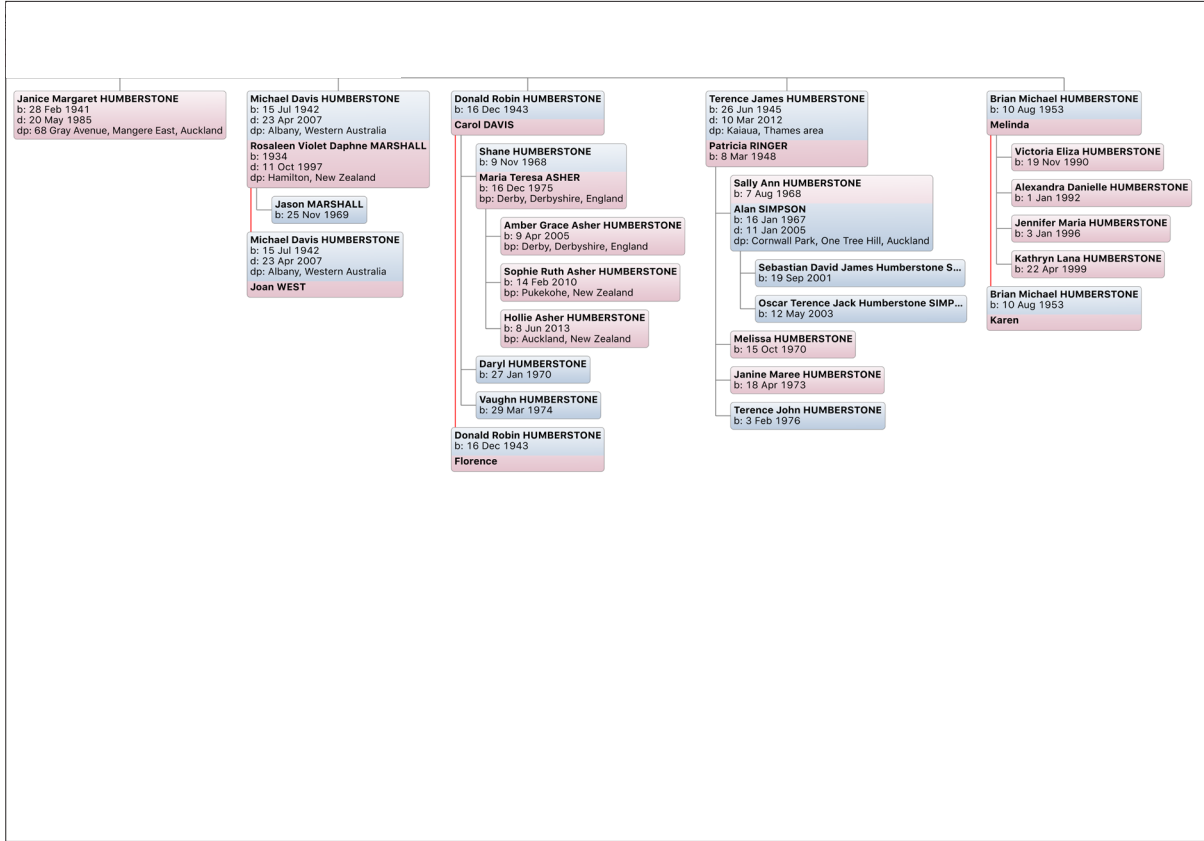 Janice Margaret HUMBERSTONE
b: 28 Feb 1941
d: 20 May 1985
dp: 68 Gray Avenue, Mangere East, Auckland
Michael Davis HUMBERSTONE
b: 15 Jul 1942
d: 23 Apr 2007
dp: Albany, Western Australia
Rosaleen Violet Daphne MARSHALL
b: 1934
d: 11 Oct 1997
dp: Hamilton, New Zealand
Jason MARSHALL
b: 25 Nov 1969
Michael Davis HUMBERSTONE
b: 15 Jul 1942
d: 23 Apr 2007
dp: Albany, Western Australia
Joan WEST
Donald Robin HUMBERSTONE
b: 16 Dec 1943
Carol DAVIS
Shane HUMBERSTONE
b: 9 Nov 1968
Maria Teresa ASHER
b: 16 Dec 1975
bp: Derby, Derbyshire, England
Amber Grace Asher HUMBERSTONE
b: 9 Apr 2005
bp: Derby, Derbyshire, England
Sophie Ruth Asher HUMBERSTONE
b: 14 Feb 2010
bp: Pukekohe, New Zealand
Hollie Asher HUMBERSTONE
b: 8 Jun 2013
bp: Auckland, New Zealand
Daryl HUMBERSTONE
b: 27 Jan 1970
Vaughn HUMBERSTONE
b: 29 Mar 1974
Donald Robin HUMBERSTONE
b: 16 Dec 1943
Florence
Terence James HUMBERSTONE
b: 26 Jun 1945
d: 10 Mar 2012
dp: Kaiaua, Thames area
Patricia RINGER
b: 8 Mar 1948
Sally Ann HUMBERSTONE
b: 7 Aug 1968
Alan SIMPSON
b: 16 Jan 1967
d: 11 Jan 2005
dp: Cornwall Park, One Tree Hill, Auckland
Sebastian David James Humberstone S...
b: 19 Sep 2001
Oscar Terence Jack Humberstone SIMP...
b: 12 May 2003
Melissa HUMBERSTONE
b: 15 Oct 1970
Janine Maree HUMBERSTONE
b: 18 Apr 1973
Terence John HUMBERSTONE
b: 3 Feb 1976
Brian Michael HUMBERSTONE
b: 10 Aug 1953
Melinda
Victoria Eliza HUMBERSTONE
b: 19 Nov 1990
Alexandra Danielle HUMBERSTONE
b: 1 Jan 1992
Jennifer Maria HUMBERSTONE
b: 3 Jan 1996
Kathryn Lana HUMBERSTONE
b: 22 Apr 1999
Brian Michael HUMBERSTONE
b: 10 Aug 1953
Karen